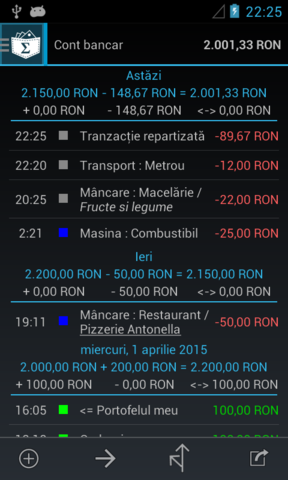 22:25
Σ
Cont bancar 2.001,33 RON
Astăzi
2.150,00 RON - 148,67 RON = 2.001,33 RON
+ 0,00 RON - 148,67 RON <-> 0,00 RON
22:25 Tranzacție repartizată -89,67 RON
22:20 Transport : Metrou -12,00 RON
20:25 Mâncare : Macelărie / -22,00 RON
Fructe si legume
2:21 Masina : Combustibil -25,00 RON
Ieri
2.200,00 RON - 50,00 RON = 2.150,00 RON
+ 0,00 RON - 50,00 RON <-> 0,00 RON
19:11 Mâncare : Restaurant / -50,00 RON
Pizzerie Antonella
miercuri, 1 aprilie 2015
2.000,00 RON + 200,00 RON = 2.200,00 RON
+ 100,00 RON - 0,00 RON <-> 100,00 RON
16:05 <= Portofelul meu 100,00 RON